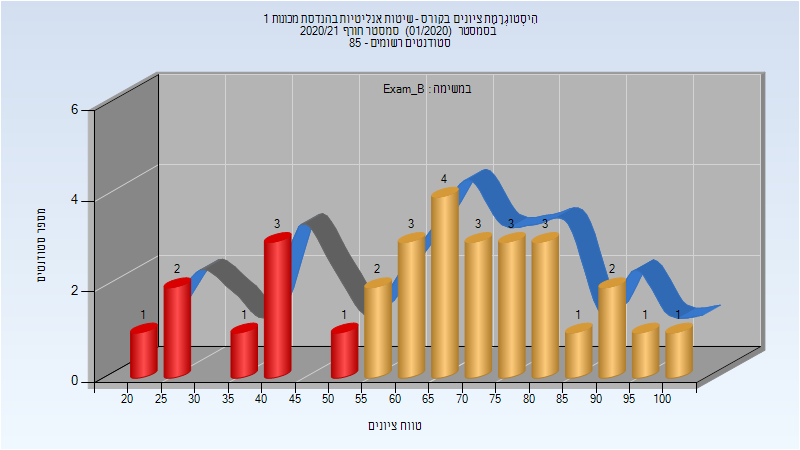 היסטוגרמת ציונים בקורס - שיטות אנליטיות בהנדסת מכונות 1
בסמסטר (01/2020) סמסטר חורף 2020/21
סטודנטים רשומים - 85
במשימה : Exam_B
מספר סטודנטים
6
4
2
0
1
2
1
3
1
2
3
4
3
3
3
1
2
1
1
20 25 30 35 40 45 50 55 60 65 70 75 80 85 90 95 100
טווח ציונים